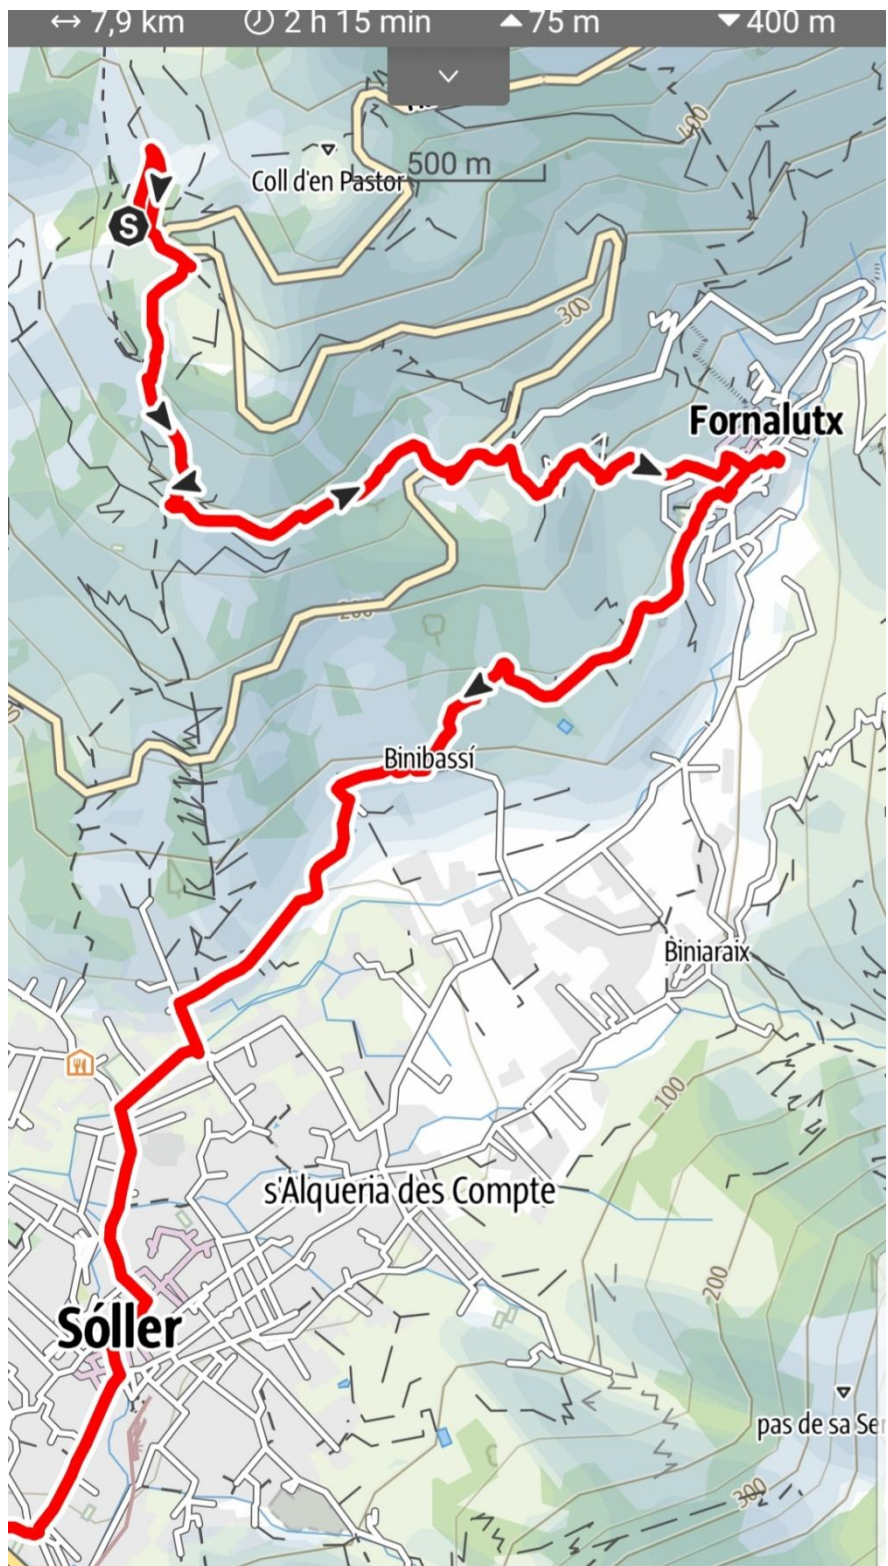 7,9 km 2 h 15 min 75 m 400 m
400
Coll d'en Pastor
500 m
S
300
Fornalutx
200
Binibassí
Biniaraix
100
s'Alqueria des Compte
200
Sóller
pas de sa Ser
300